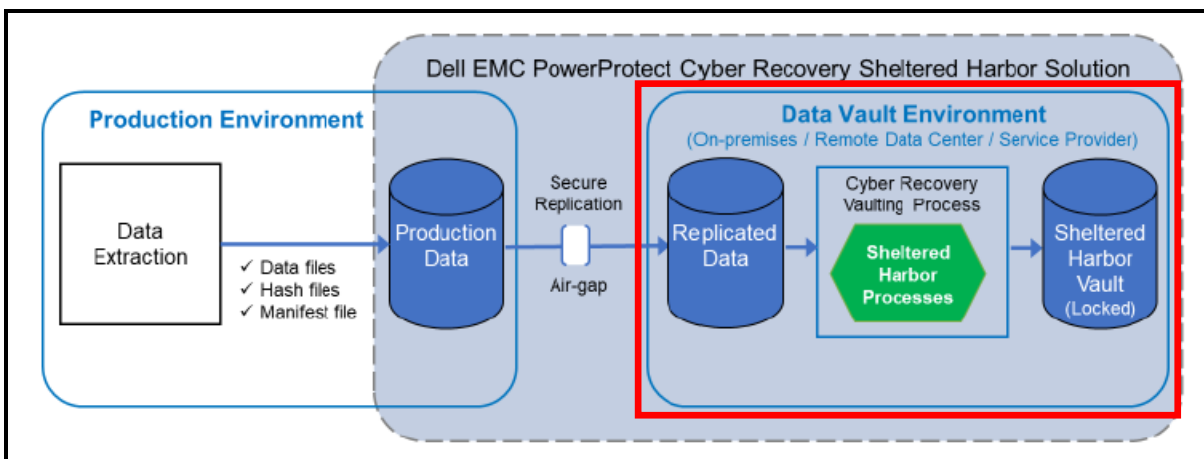 Dell EMC PowerProtect Cyber Recovery Sheltered Harbor Solution
Production Environment
Data
Extraction
✓ Data files
✓ Hash files
✓ Manifest file
Production
Data
Secure
Replication
Air-gap
Data Vault Environment
(On-premises / Remote Data Center / Service Provider)
Replicated
Data
Cyber Recovery
Vaulting Process
Sheltered
Harbor
Processes
Sheltered
Harbor
Vault
(Locked)